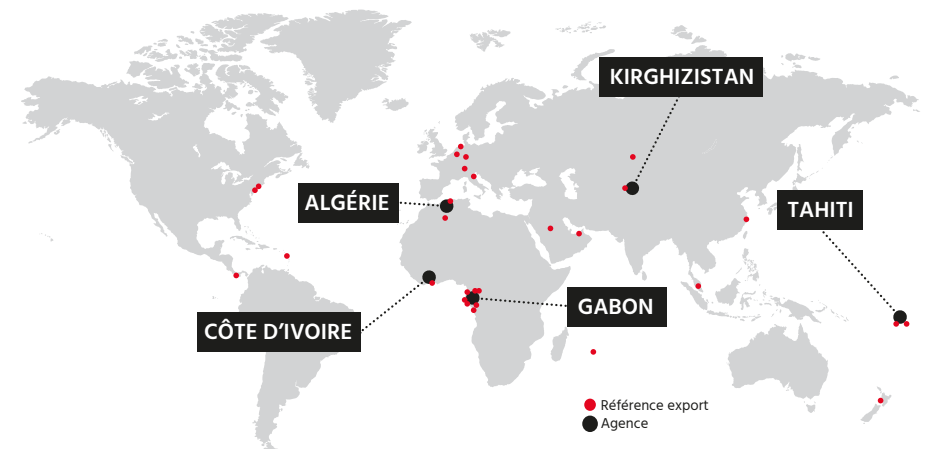 KIRGHIZISTAN
ALGÉRIE
TAHITI
GABON
CÔTE D’IVOIRE
Référence export
Agence